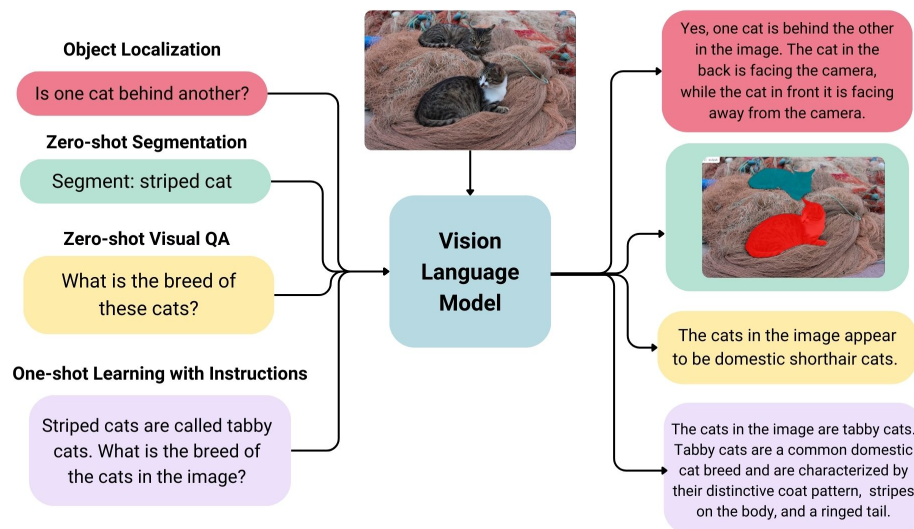 Object Localization
Is one cat behind another?
Zero-shot Segmentation
Segment: striped cat
Zero-shot Visual QA
What is the breed of
these cats?
One-shot Learning with Instructions
Striped cats are called tabby
cats. What is the breed of
the cats in the image?
Vision
Language
Model
Yes, one cat is behind the other
in the image. The cat in the
back is facing the camera,
while the cat in front it is facing
away from the camera.
The cats in the image appear
to be domestic shorthair cats.
The cats in the image are tabby cats.
Tabby cats are a common domestic
cat breed and are characterized by
their distinctive coat pattern, stripes
on the body, and a ringed tail.